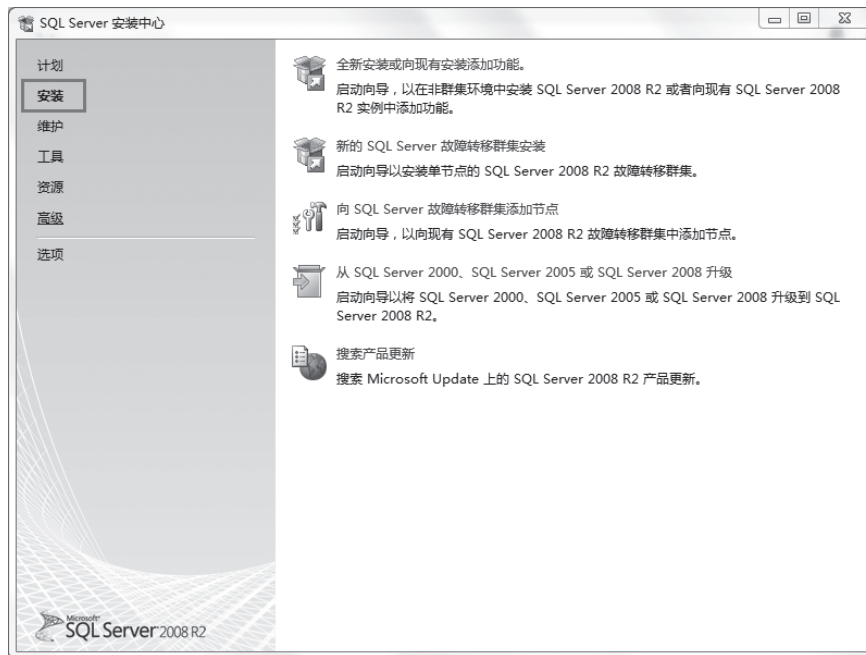 SQL Server 安装中心
计划
安装
维护
工具
资源
高级
选项
全新安装或向现有安装添加功能。
启动向导，以在非群集环境中安装 SQL Server 2008 R2 或者向现有 SQL Server 2008
R2 实例中添加功能。
新的 SQL Server 故障转移群集安装
启动向导以安装单节点的 SQL Server 2008 R2 故障转移群集。
向 SQL Server 故障转移群集添加节点
启动向导，以向现有 SQL Server 2008 R2 故障转移群集中添加节点。
从 SQL Server 2000、SQL Server 2005 或 SQL Server 2008 升级
启动向导以将 SQL Server 2000、SQL Server 2005 或 SQL Server 2008 升级到 SQL
Server 2008 R2。
搜索产品更新
搜索 Microsoft Update 上的 SQL Server 2008 R2 产品更新。
Microsoft
SQL Server 2008 R2